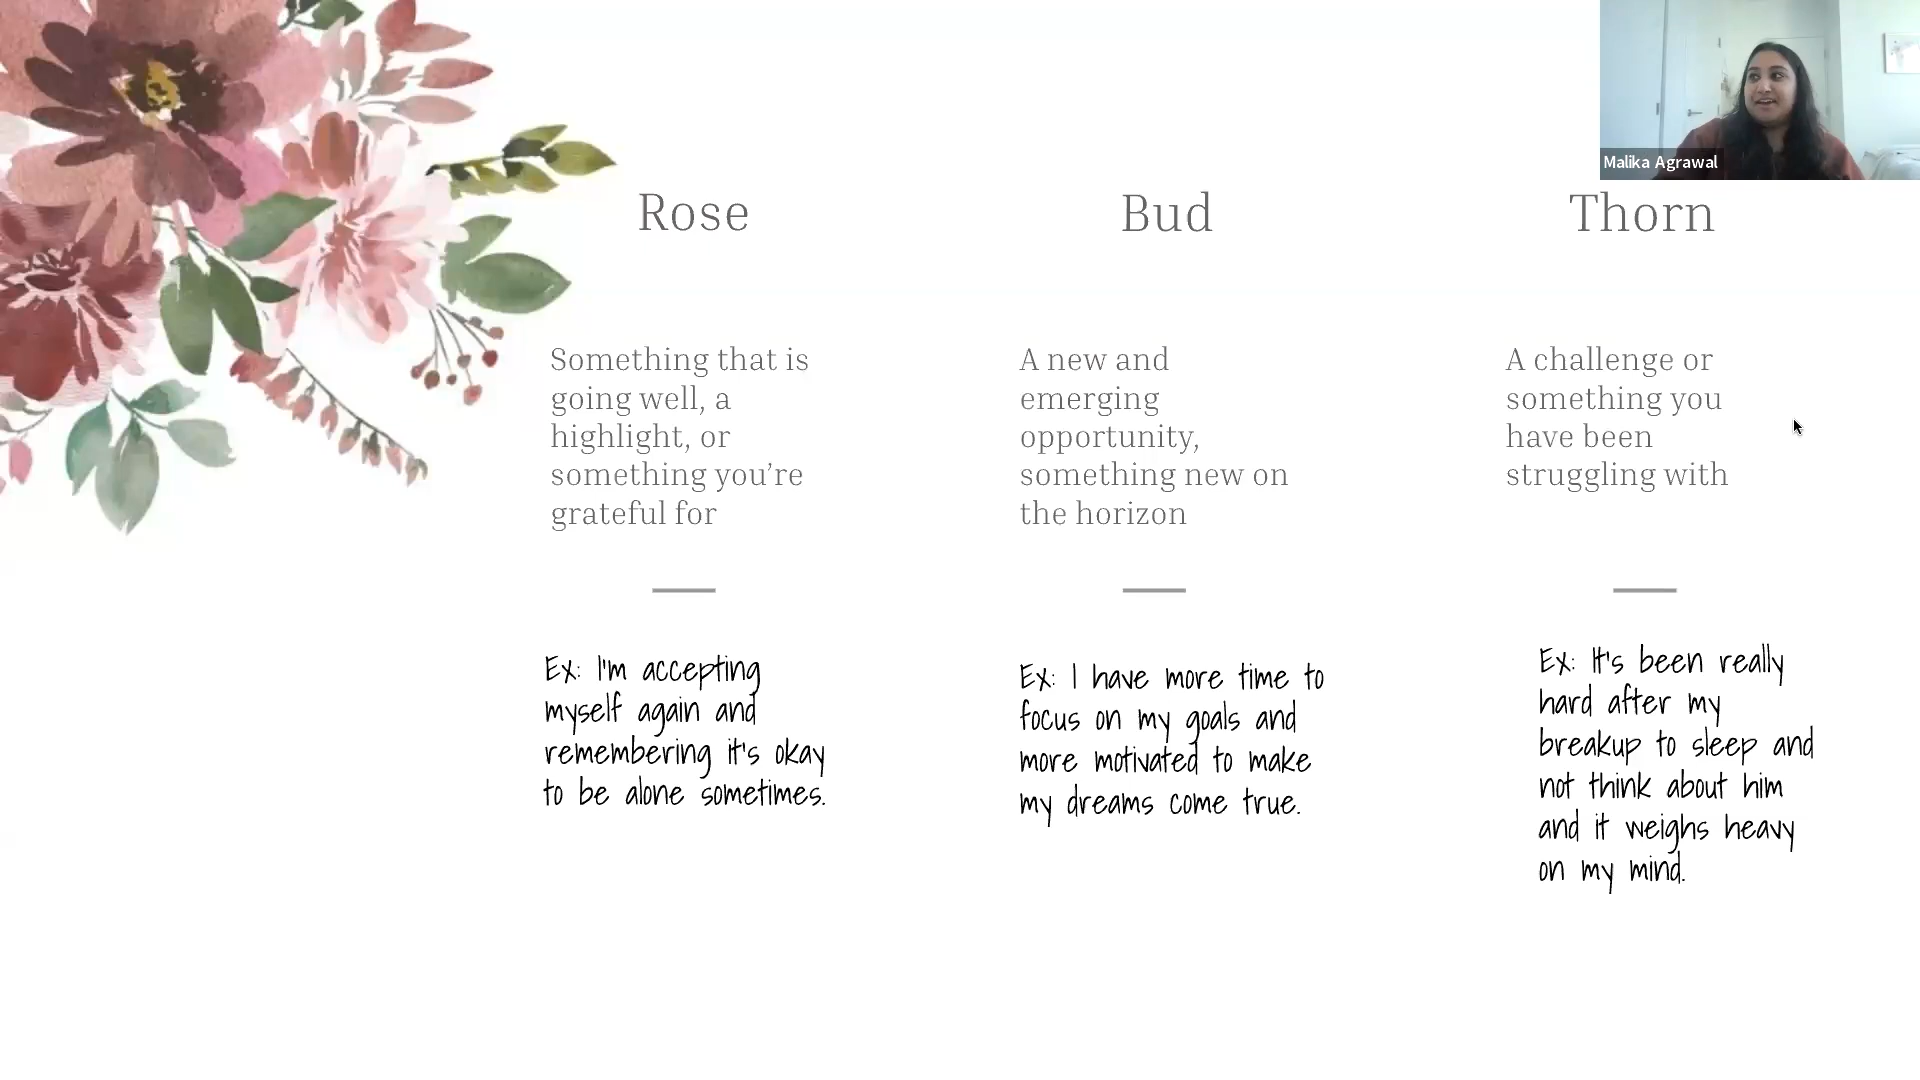 Malika Agrawal
Rose
Something that is
going well, a
highlight, or
something you’re
grateful for
Ex: I'm accepting
myself again and
remembering it's okay
to be alone sometimes.
Bud
A new and
emerging
opportunity,
something new on
the horizon
Ex: I have more time to
focus on my goals and
more motivated to make
my dreams come true.
Thorn
A challenge or
something you
have been
struggling with
Ex: It's been really
hard after my
breakup to sleep and
not think about him
and it weighs heavy
on my mind.